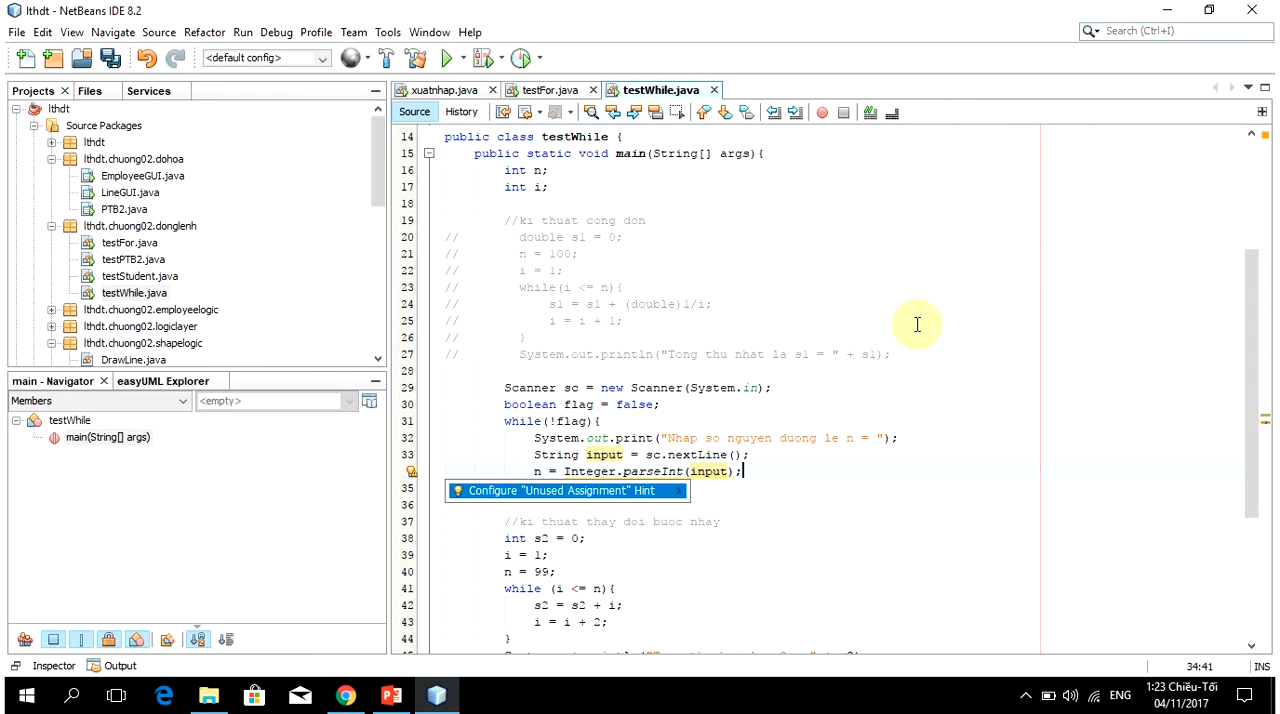 lthdt - NetBeans IDE 8.2
File Edit View Navigate Source Refactor Run Debug Profile Team Tools Window Help
Search (Ctrl+I)
<default config>
Projects Files Services
lthdt
Source Packages
lthdt
lthdt.chuong02.dohoa
EmployeeGUI.java
LineGUI.java
PTB2.java
lthdt.chuong02.donglenh
testFor.java
testPTB2.java
testStudent.java
testWhile.java
lthdt.chuong02.employeelogic
lthdt.chuong02.logiclayer
lthdt.chuong02.shapelogic
DrawLine.java
main - Navigator easyUML Explorer
Members <empty>
testWhile
main(String[] args)
xuatnhap.java testFor.java testWhile.java
Source History
14 public class testWhile {
15 public static void main(String[] args){
16 int n;
17 int i;
18
19 //ki thuat cong don
20 // double s1 = 0;
21 // n = 100;
22 // i = 1;
23 // while(i <= n){
24 // s1 = s1 + (double)1/i;
25 // i = i + 1;
26 // }
27 // System.out.println("Tong thu nhat la s1 = " + s1);
28
29 Scanner sc = new Scanner(System.in);
30 boolean flag = false;
31 while(!flag){
32 System.out.print("Nhap so nguyen duong le n = ");
33 String input = sc.nextLine();
n = Integer.parseInt(input);
35 Configure "Unused Assignment" Hint
36
37 //ki thuat thay doi buoc nhay
38 int s2 = 0;
39 i = 1;
40 n = 99;
41 while (i <= n){
42 s2 = s2 + i;
43 i = i + 2;
44 }
Inspector Output
34:41 INS
ENG
1:23 Chiều-Tối
04/11/2017